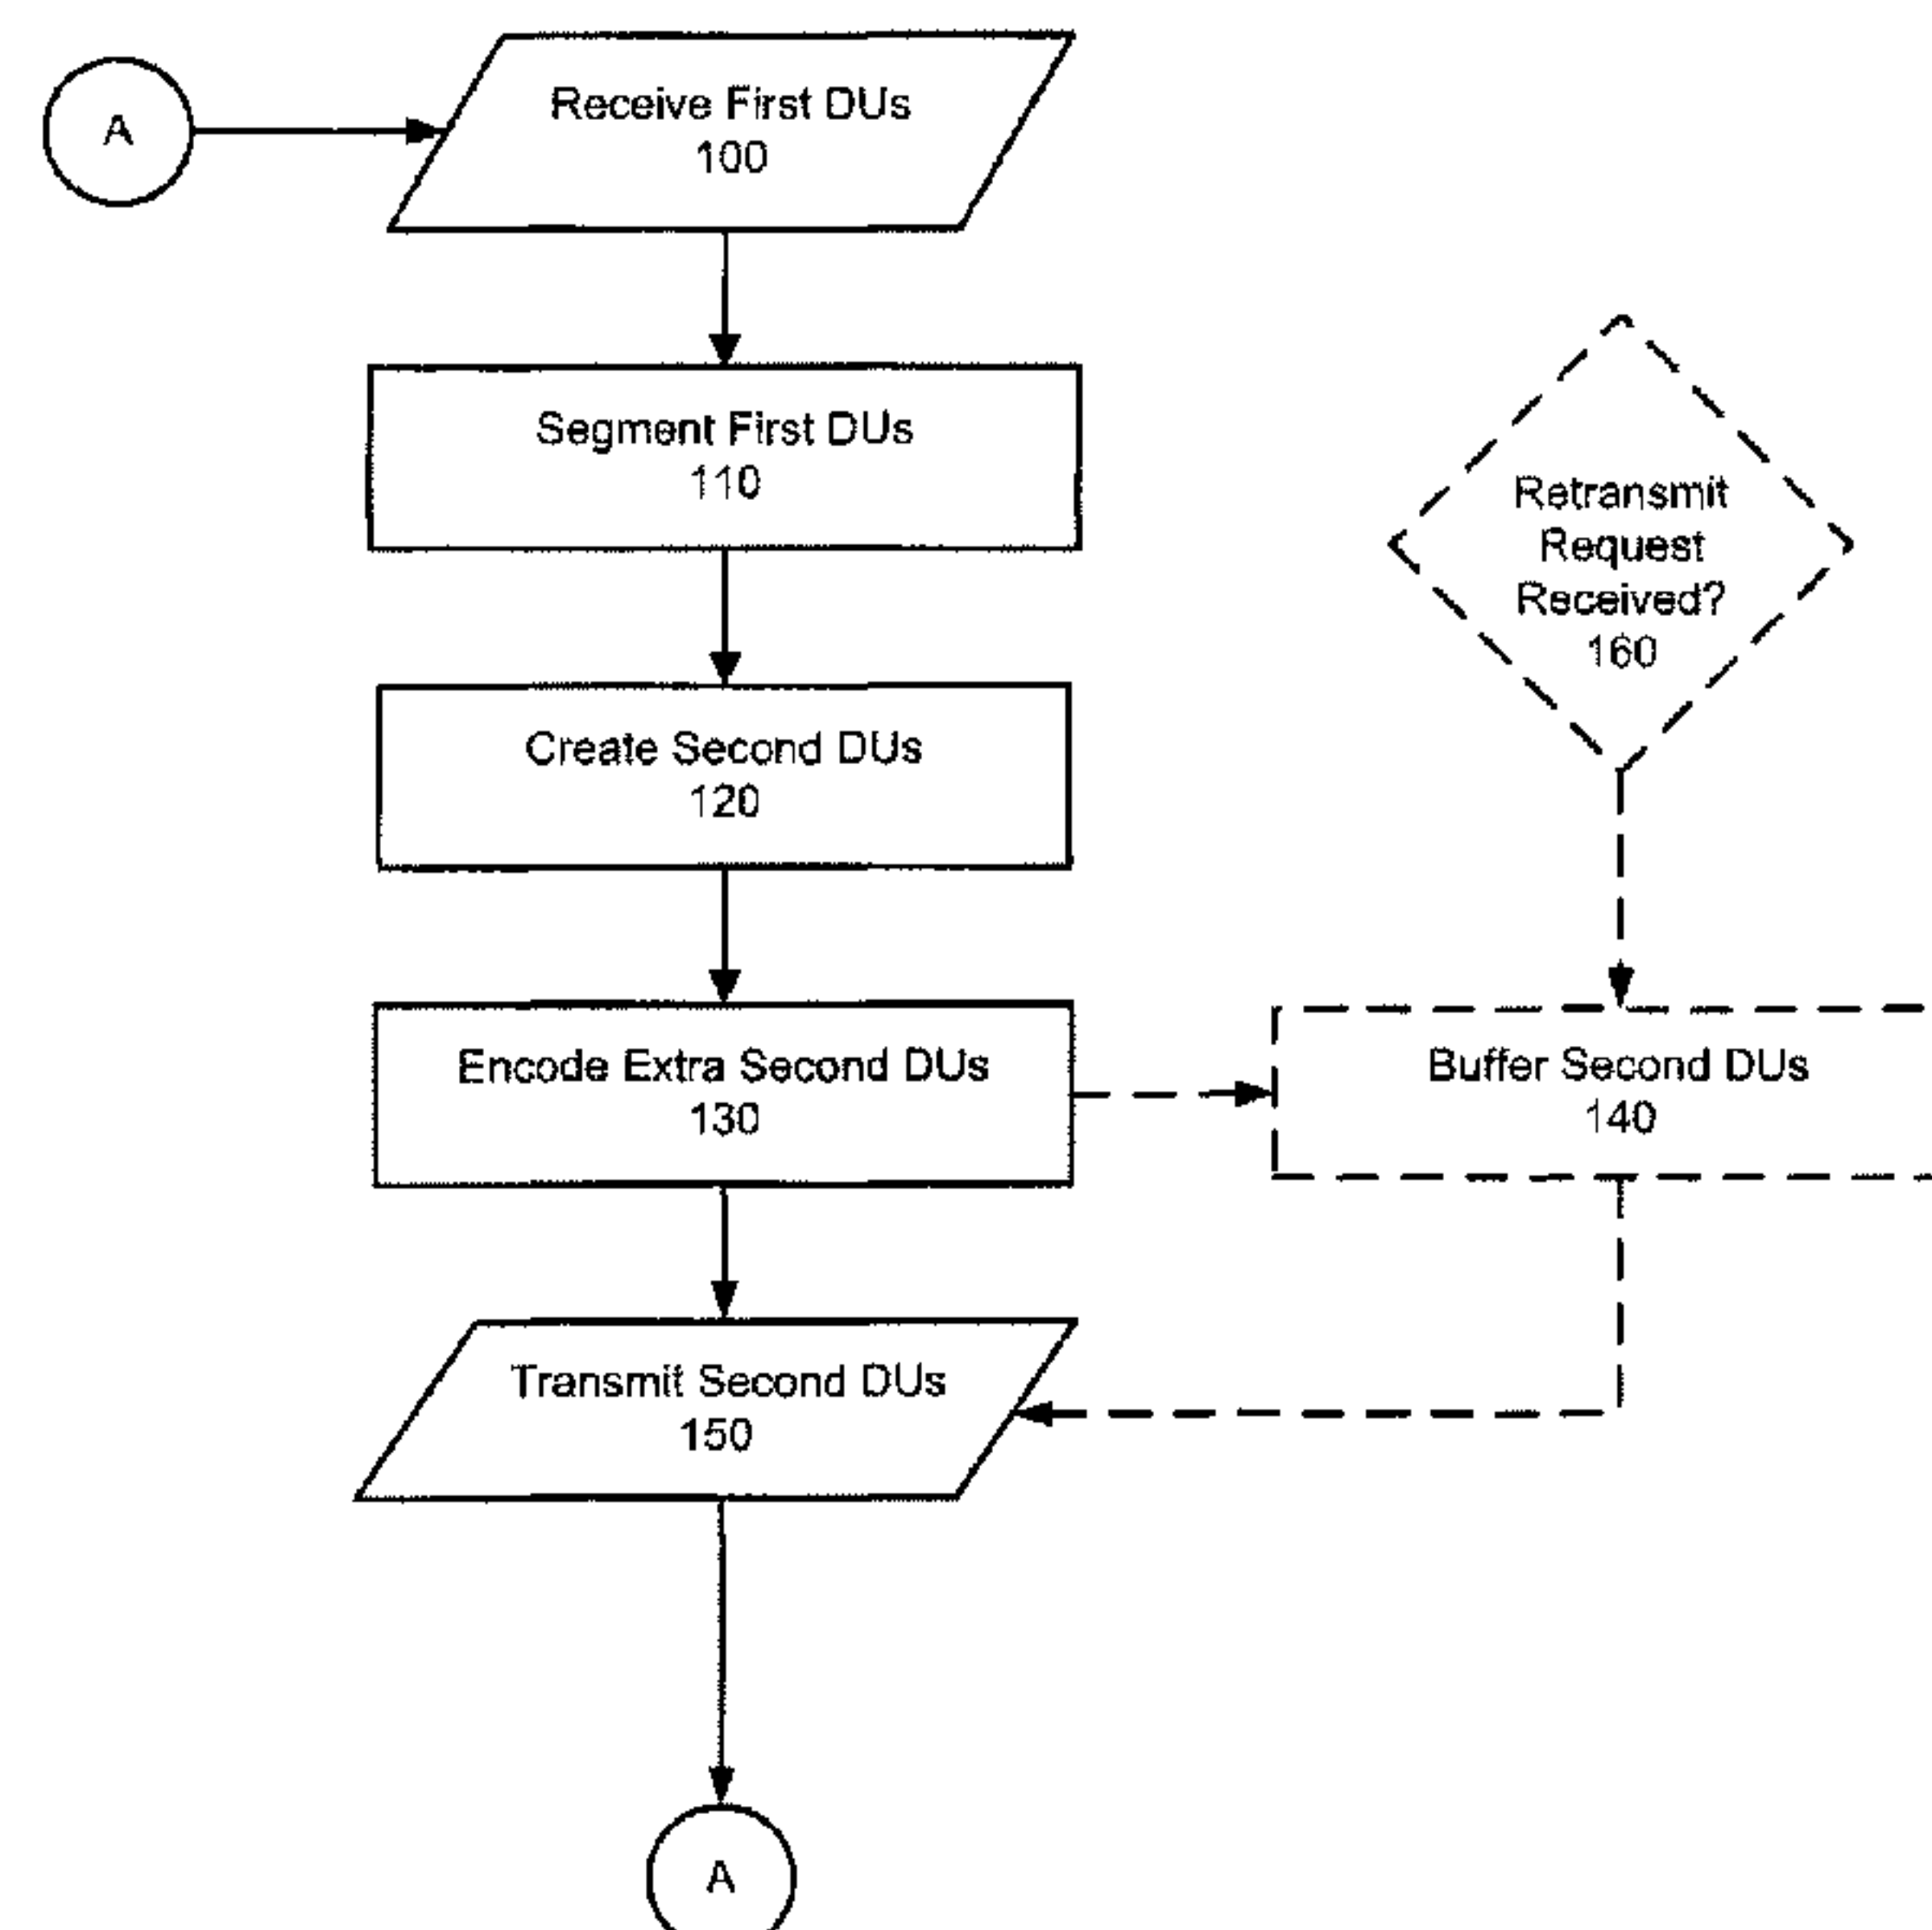 A
Receive First DUs
100
Segment First DUs
110
Create Second DUs
120
Encode Extra Second DUs
130
Transmit Second DUs
150
A
Retransmit
Request
Received?
160
Buffer Second DUs
140